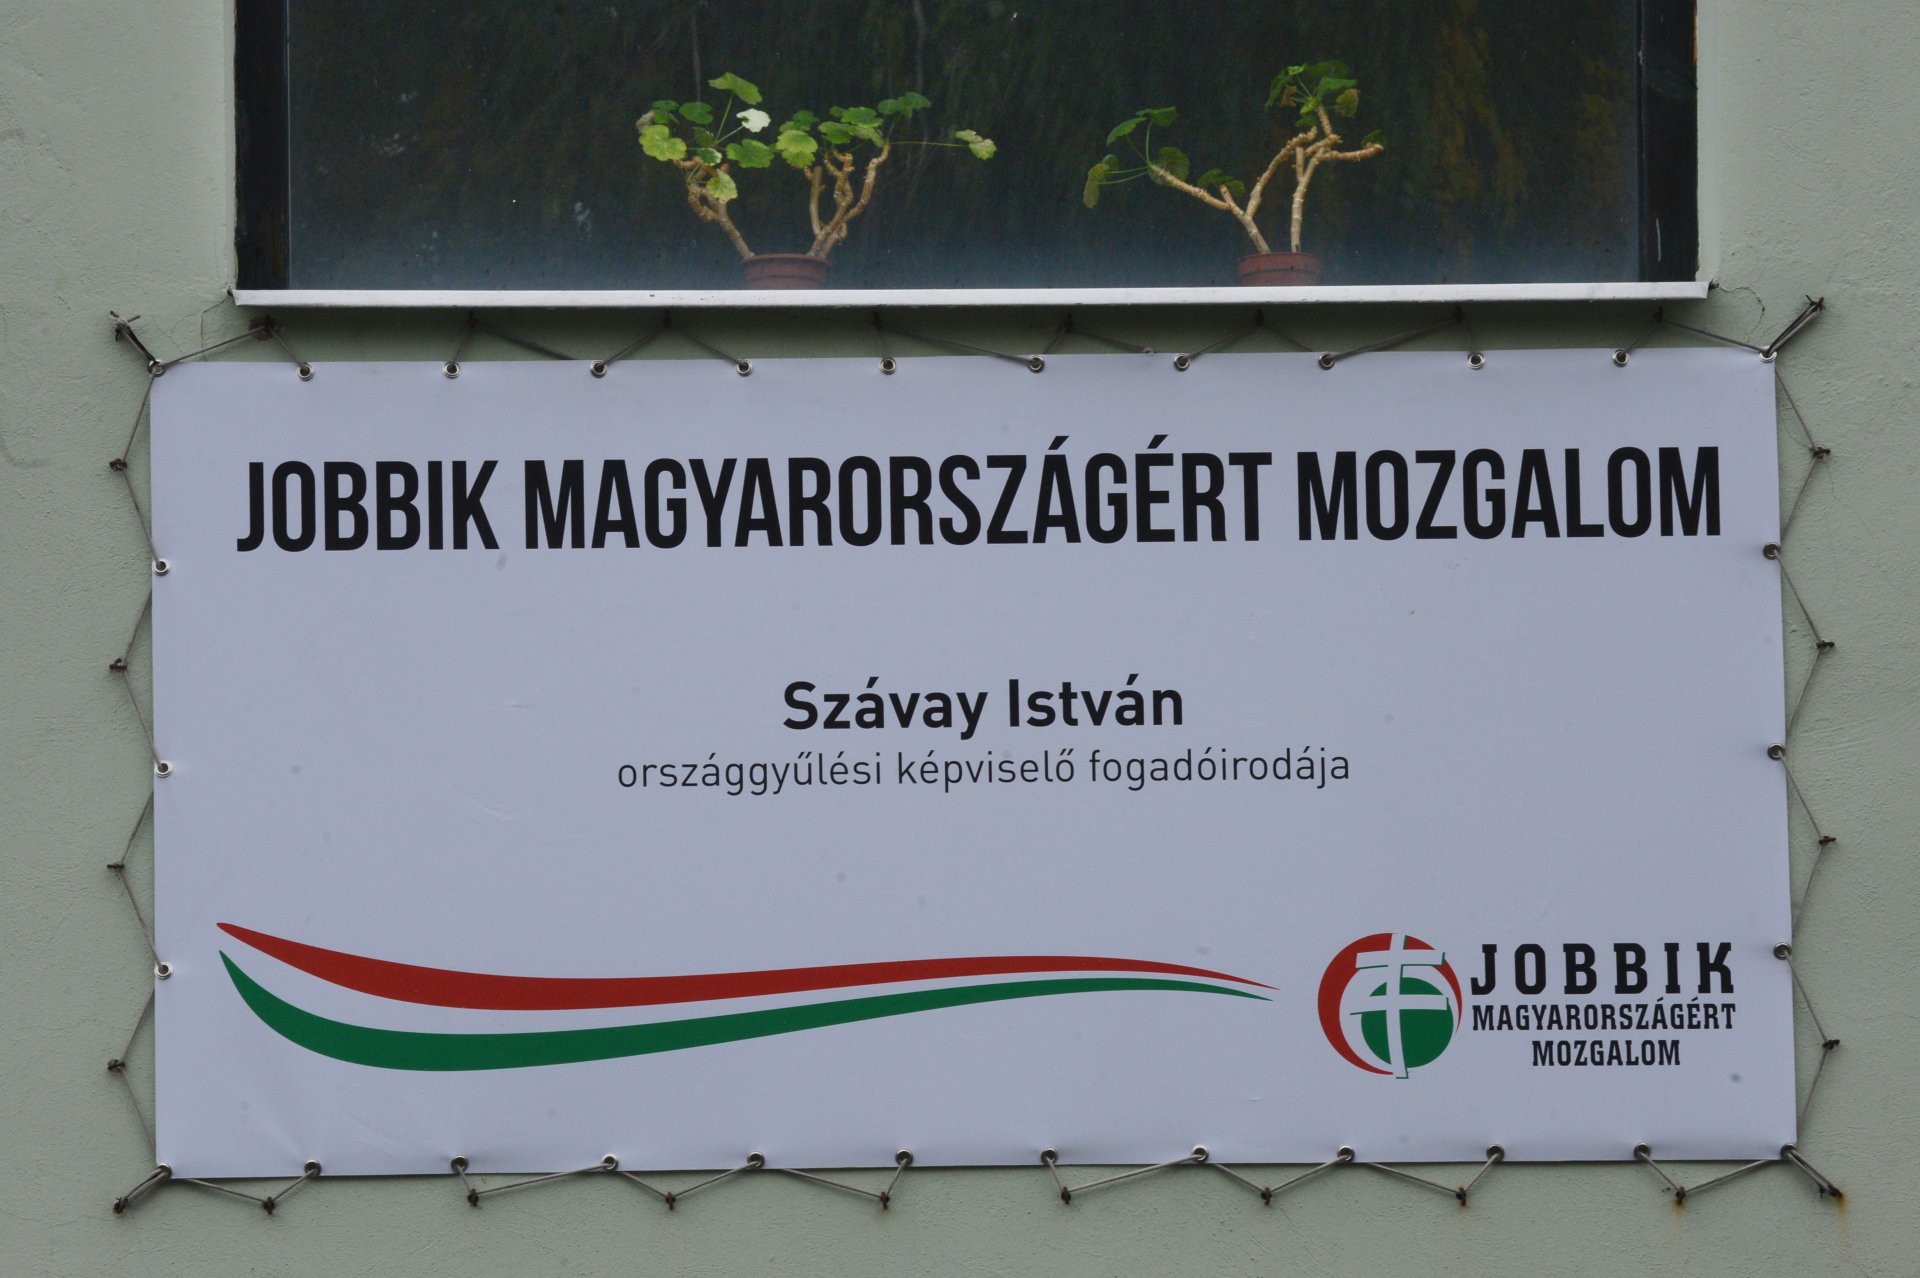 JOBBIK MAGYARORSZÁGÉRT MOZGALOM
Szávay István
országgyűlési képviselő fogadóirodája
JOBBIK
MAGYARORSZÁGÉRT
MOZGALOM